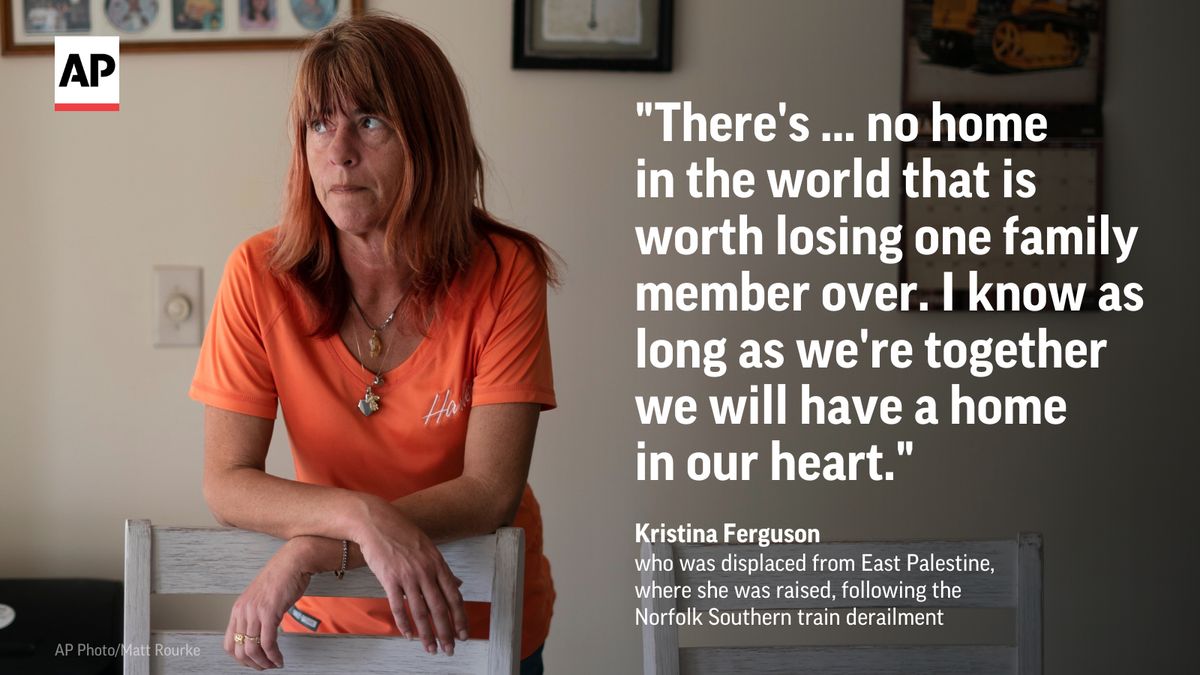 AP
"There's ... no home
in the world that is
worth losing one family
member over. I know as
long as we're together
we will have a home
in our heart."
Kristina Ferguson
who was displaced from East Palestine,
where she was raised, following the
Norfolk Southern train derailment
AP Photo/Matt Rourke